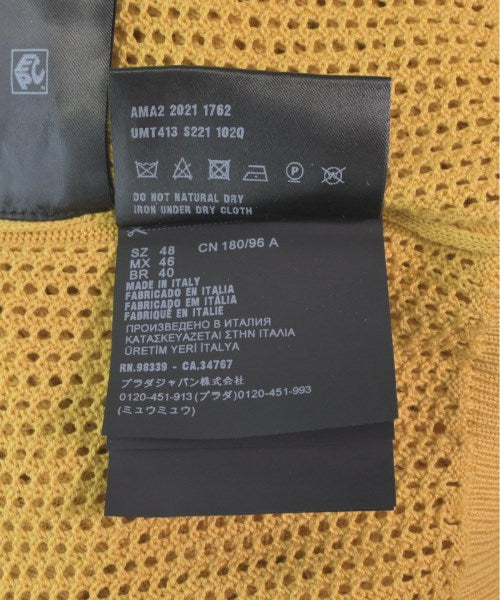 AMA2 2021 1762
UMT413 S221 1O2Q
DO NOT NATURAL DRY
IRON UNDER DRY CLOTH
SZ 48 CN 180/96 A
MX 46
BR 40
MADE IN ITALY
FABRICADO EN ITALIA
FABRICADO EM ITALIA
FABRIQUÉ EN ITALIE
ПРОИЗВЕДЕНО В ИТАЛИЯ
ΚΑΤΑΣΚΕΥΑΖΕΤΑΙ ΣΤΗΝ ΙΤΑΛΙΑ
ÜRETİM YERİ İTALYA
RN.98339 - CA.34767
プラダジャパン株式会社
0120-451-913(プラダ)0120-451-993
(ミュウミュウ)